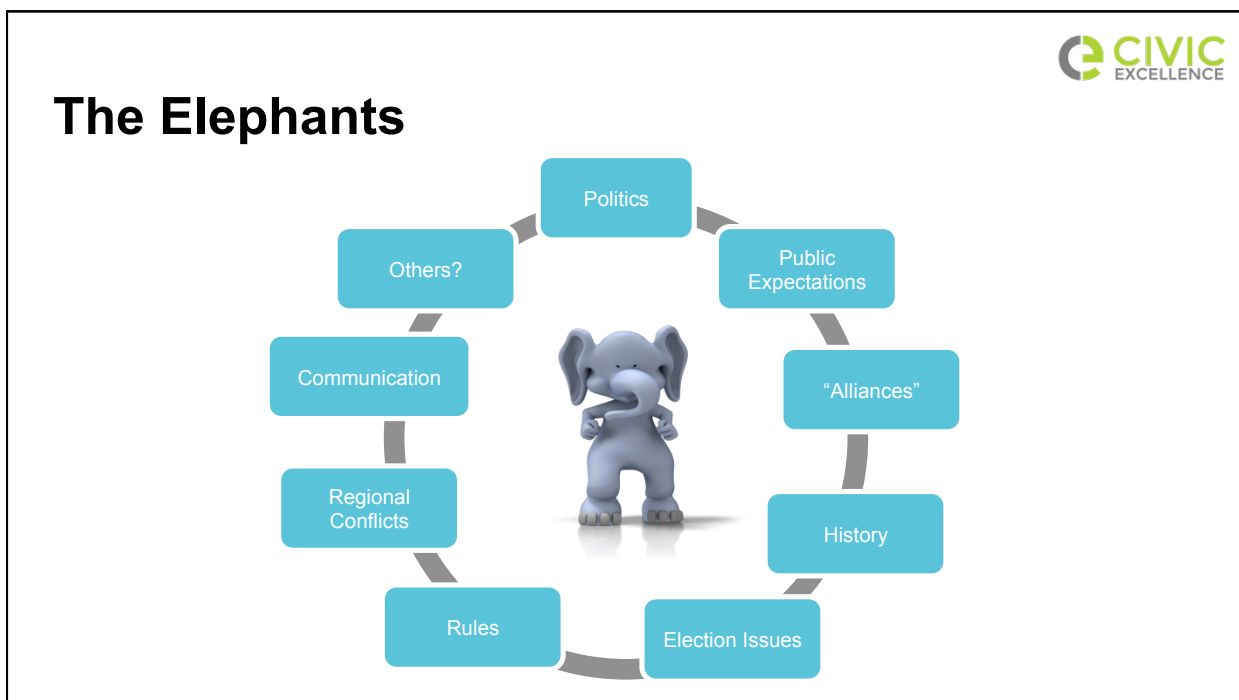 CIVIC
EXCELLENCE
The Elephants
Politics
Public
Expectations
“Alliances”
History
Election Issues
Rules
Regional
Conflicts
Communication
Others?